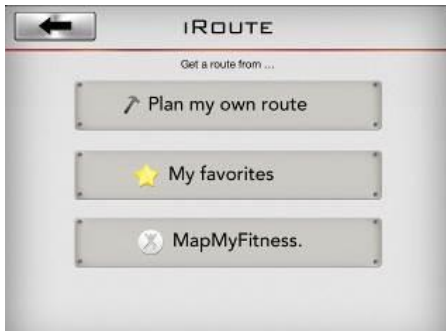 iRoute
Get a route from ...
Plan my own route
My favorites
MapMyFitness.